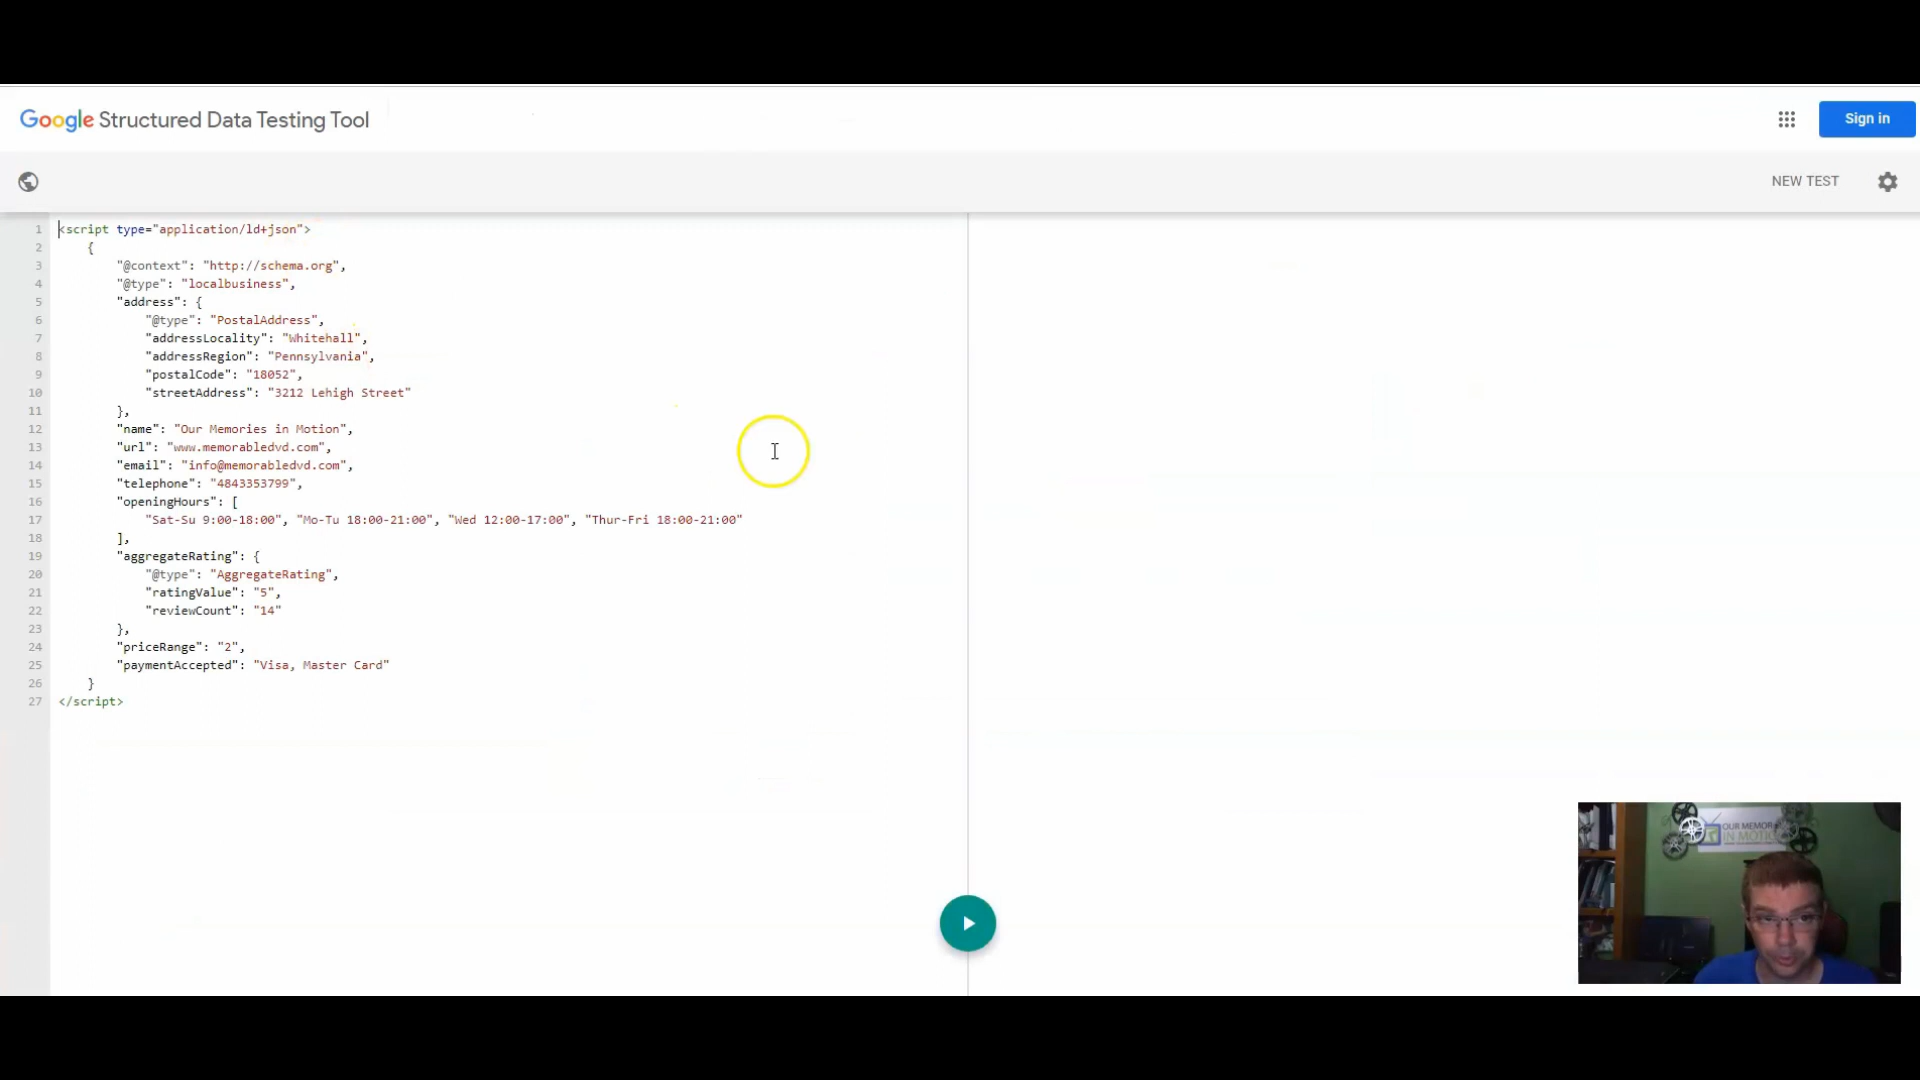 Google Structured Data Testing Tool
Sign in
NEW TEST
1 <script type="application/ld+json">
2 {
3 "@context": "http://schema.org",
4 "@type": "localbusiness",
5 "address": {
6 "@type": "PostalAddress",
7 "addressLocality": "Whitehall",
8 "addressRegion": "Pennsylvania",
9 "postalCode": "18052",
10 "streetAddress": "3212 Lehigh Street"
11 },
12 "name": "Our Memories in Motion",
13 "url": "www.memorabledvd.com",
14 "email": "info@memorabledvd.com",
15 "telephone": "4843353799",
16 "openingHours": [
17 "Sat-Su 9:00-18:00", "Mo-Tu 18:00-21:00", "Wed 12:00-17:00", "Thur-Fri 18:00-21:00"
18 ],
19 "aggregateRating": {
20 "@type": "AggregateRating",
21 "ratingValue": "5",
22 "reviewCount": "14"
23 },
24 "priceRange": "2",
25 "paymentAccepted": "Visa, Master Card"
26 }
27 </script>
OUR MEMOR
IN MOTIO